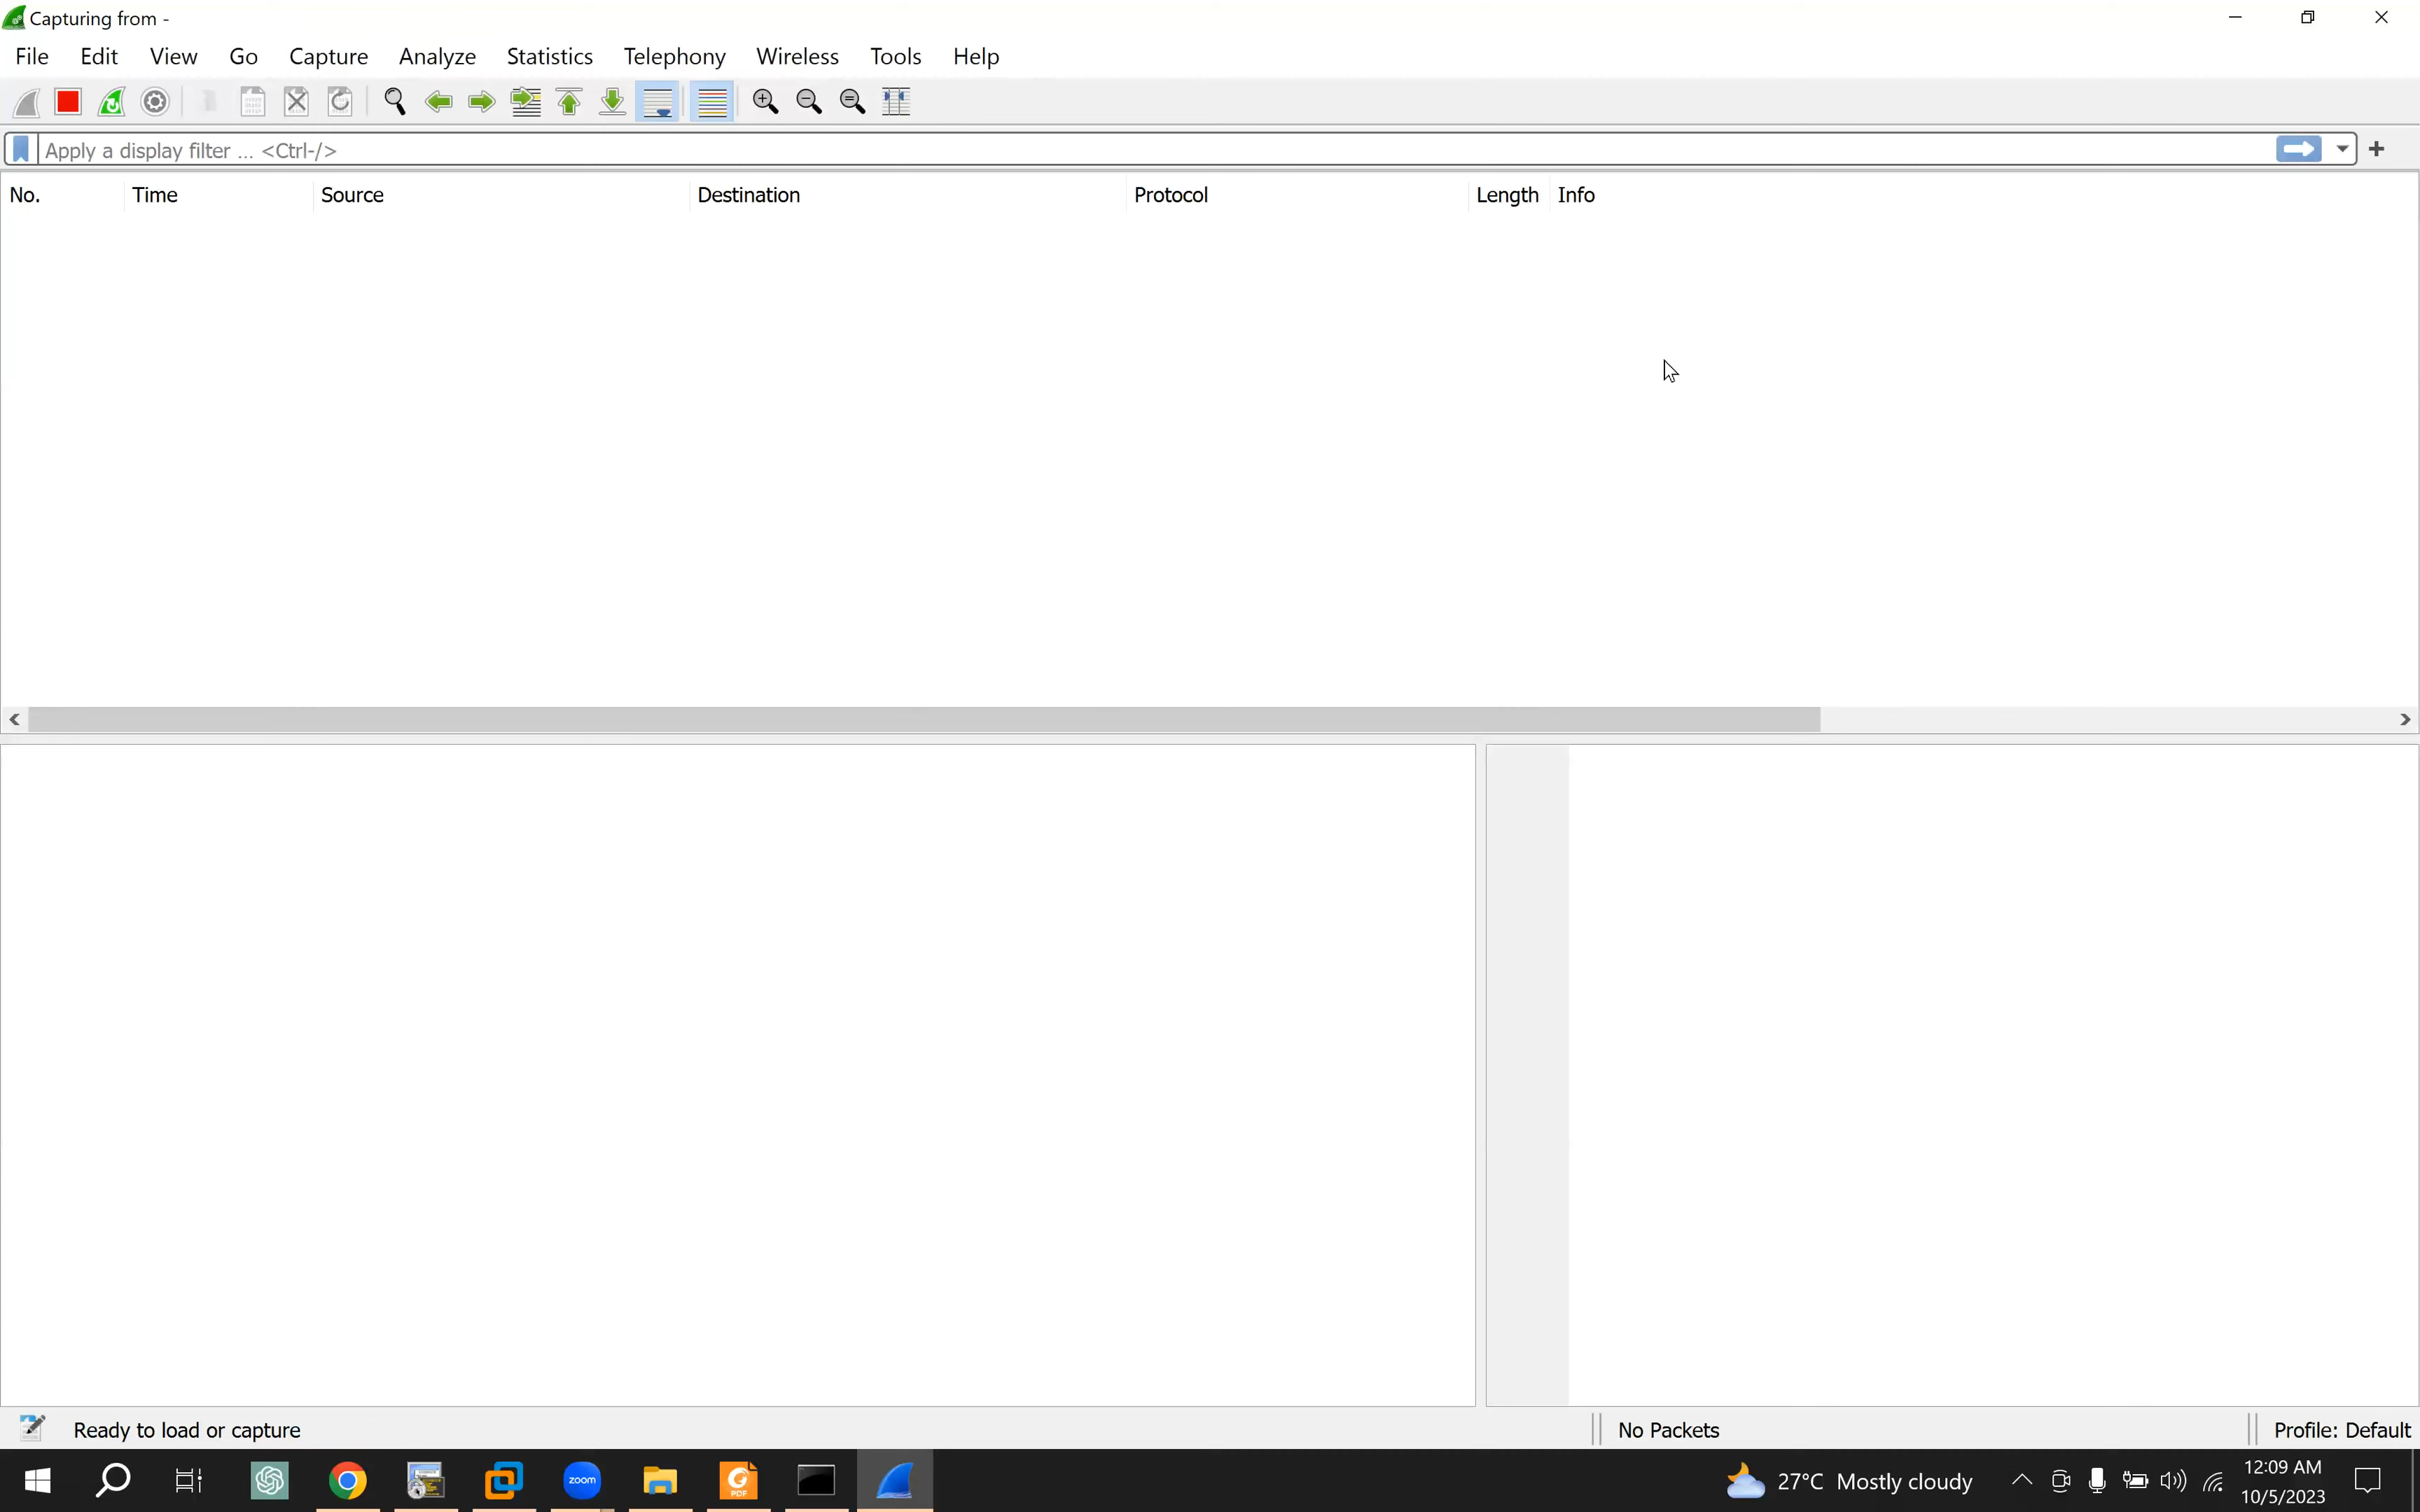 Capturing from -
File Edit View Go Capture Analyze Statistics Telephony Wireless Tools Help
Apply a display filter ... <Ctrl-/>
No. Time Source Destination Protocol Length Info
Ready to load or capture No Packets Profile: Default
zoom
PDF
27°C Mostly cloudy
12:09 AM
10/5/2023